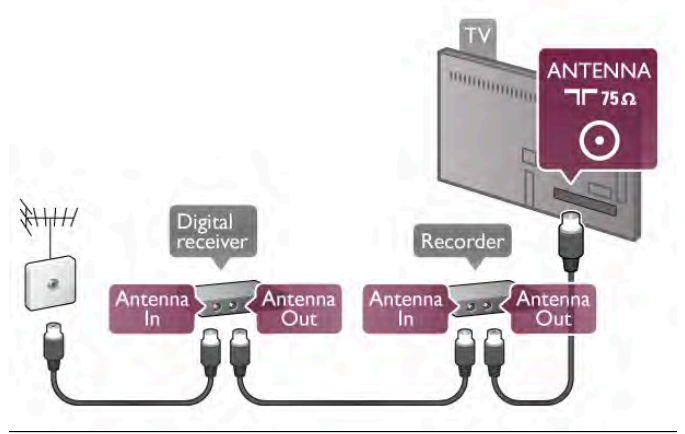 TV
ANTENNA
75Ω
Digital
receiver
Recorder
Antenna
In
Antenna
Out
Antenna
In
Antenna
Out